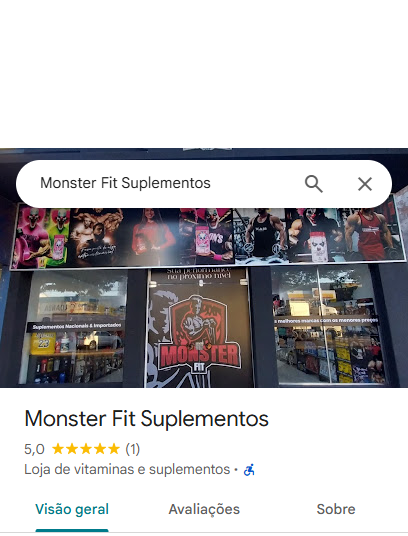 Monster Fit Suplementos
sua performance
no próximo nível
Suplementos Nacionais & Importados
s melhores marcas com os menores preços
MONSTER
FIT
Monster Fit Suplementos
5,0 (1)
Loja de vitaminas e suplementos ·
Visão geral Avaliações Sobre